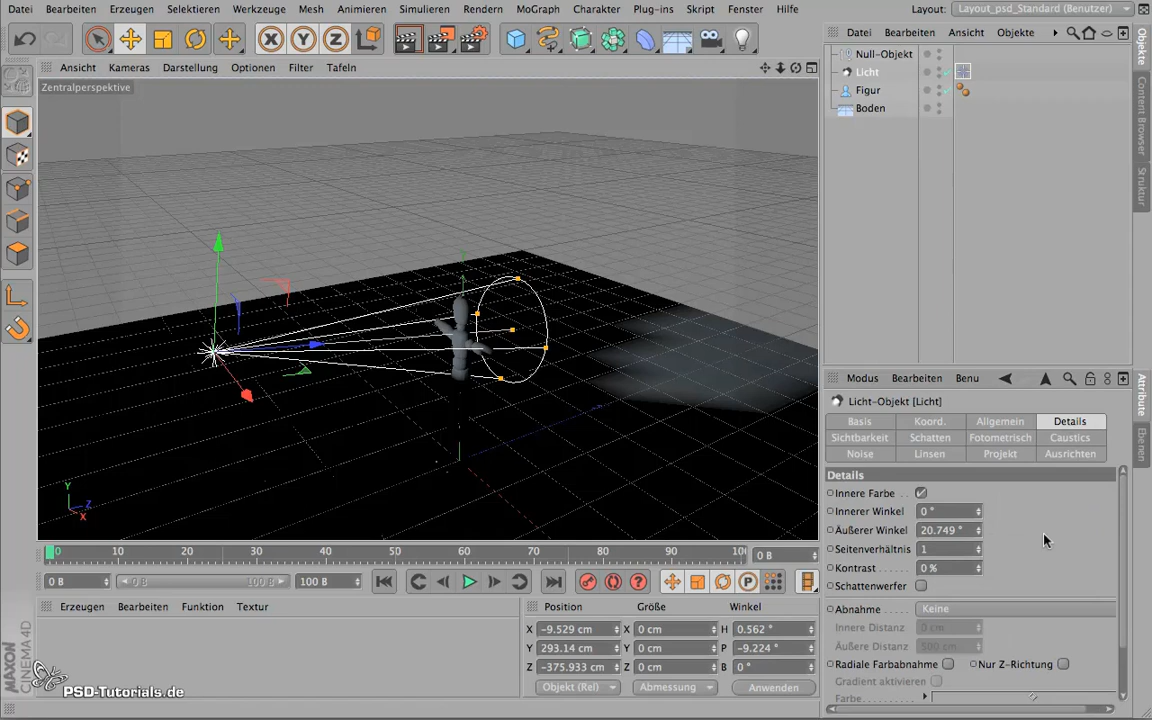 Datei Bearbeiten Erzeugen Selektieren Werkzeuge Mesh Animieren Simulieren Rendern MoGraph Charakter Plug-ins Skript Fenster Hilfe Layout: Layout_psd_Standard (Benutzer)
Datei Bearbeiten Ansicht Objekte
Ansicht Kameras Darstellung Optionen Filter Tafeln
Zentralperspektive
Null-Objekt
Licht
Figur
Boden
Objekte
Content Browser
Struktur
Y
Z
X
Modus Bearbeiten Benu
Licht-Objekt [Licht]
Basis Koord. Allgemein Details
Sichtbarkeit Schatten Fotometrisch Caustics
Noise Linsen Projekt Ausrichten
Attribute
Ebenen
Details
Innere Farbe
Innerer Winkel 0 °
Äußerer Winkel 20.749 °
Seitenverhältnis 1
Kontrast 0 %
Schattenwerfer
Abnahme Keine
Innere Distanz 0 cm
Äußere Distanz 500 cm
Radiale Farbabnahme Nur Z-Richtung
Gradient aktivieren
Farbe
0 10 20 30 40 50 60 70 80 90 100 0 B
0 B 0 B 100 B 100 B
P
Erzeugen Bearbeiten Funktion Textur
Position Größe Winkel
X -9.529 cm X 0 cm H 0.562 °
Y 293.14 cm Y 0 cm P -9.224 °
Z -375.933 cm Z 0 cm B 0 °
Objekt (Rel) Abmessung Anwenden
MAXON
CINEMA 4D
PSD-Tutorials.de